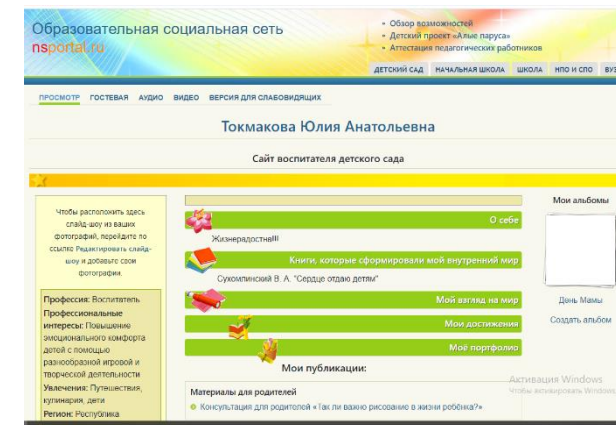 Образовательная социальная сеть
nsportal.ru
Обзор возможностей
Детский проект «Алые паруса»
Аттестация педагогических работников
ДЕТСКИЙ САД НАЧАЛЬНАЯ ШКОЛА ШКОЛА НПО И СПО ВУЗ
ПРОСМОТР ГОСТЕВАЯ АУДИО ВИДЕО ВЕРСИЯ ДЛЯ СЛАБОВИДЯЩИХ
Токмакова Юлия Анатольевна
Сайт воспитателя детского сада
Чтобы расположить здесь
слайд-шоу из ваших
фотографий, перейдите по
ссылке Редактировать слайд-
шоу и добавьте свои
фотографии.
Профессия: Воспитатель
Профессиональные
интересы: Повышение
эмоционального комфорта
детей с помощью
разнообразной игровой и
творческой деятельности
Увлечения: Путешествия,
кулинария, дети
Регион: Республика
О себе
Жизнерадостна!!!
Книги, которые сформировали мой внутренний мир
Сухомлинский В. А. "Сердце отдаю детям"
Мой взгляд на мир
Мои достижения
Моё портфолио
Мои публикации:
Материалы для родителей
Консультация для родителей «Так ли важно рисование в жизни ребёнка?»
Мои альбомы
День Мамы
Создать альбом
Активация Windows
Чтобы активировать Windows,